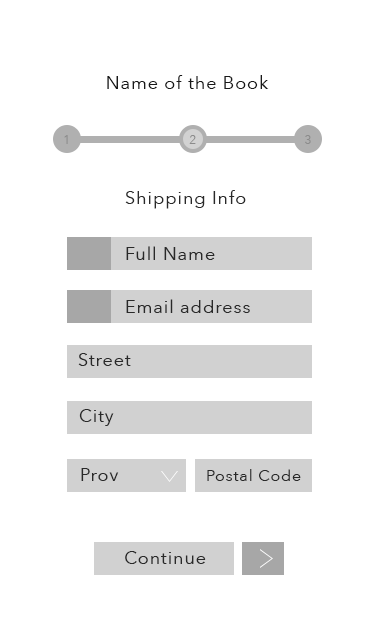 Name of the Book
1 2 3
Shipping Info
Full Name
Email address
Street
City
Prov Postal Code
Continue